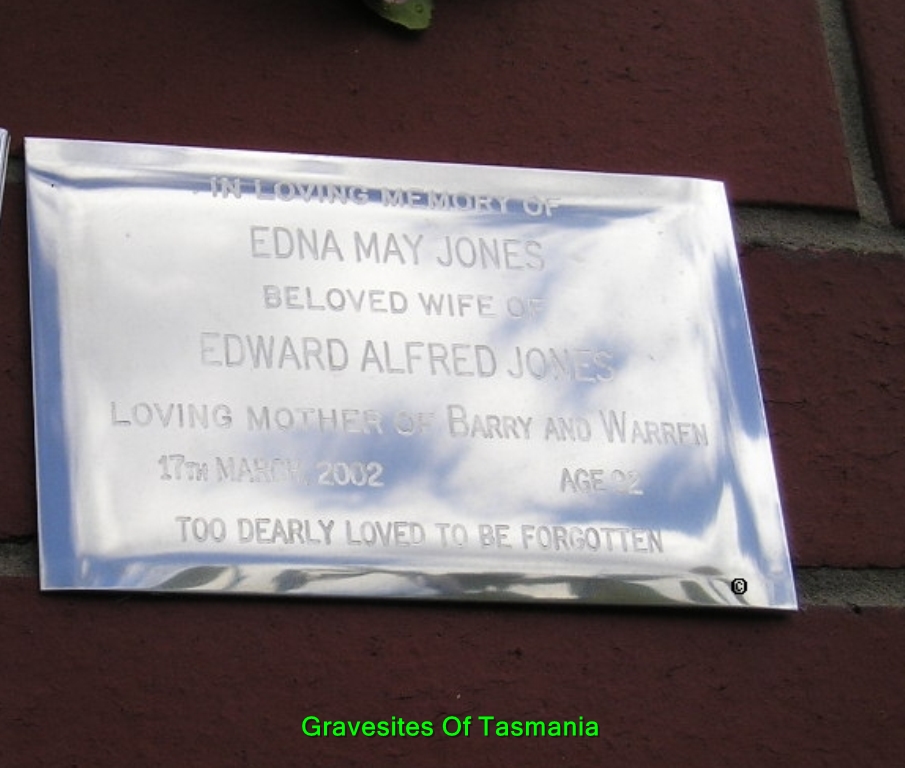 IN LOVING MEMORY OF
EDNA MAY JONES
BELOVED WIFE OF
EDWARD ALFRED JONES
LOVING MOTHER OF BARRY AND WARREN
17TH MARCH, 2002 AGE
TOO DEARLY LOVED TO BE FORGOTTEN
©
Gravesites Of Tasmania